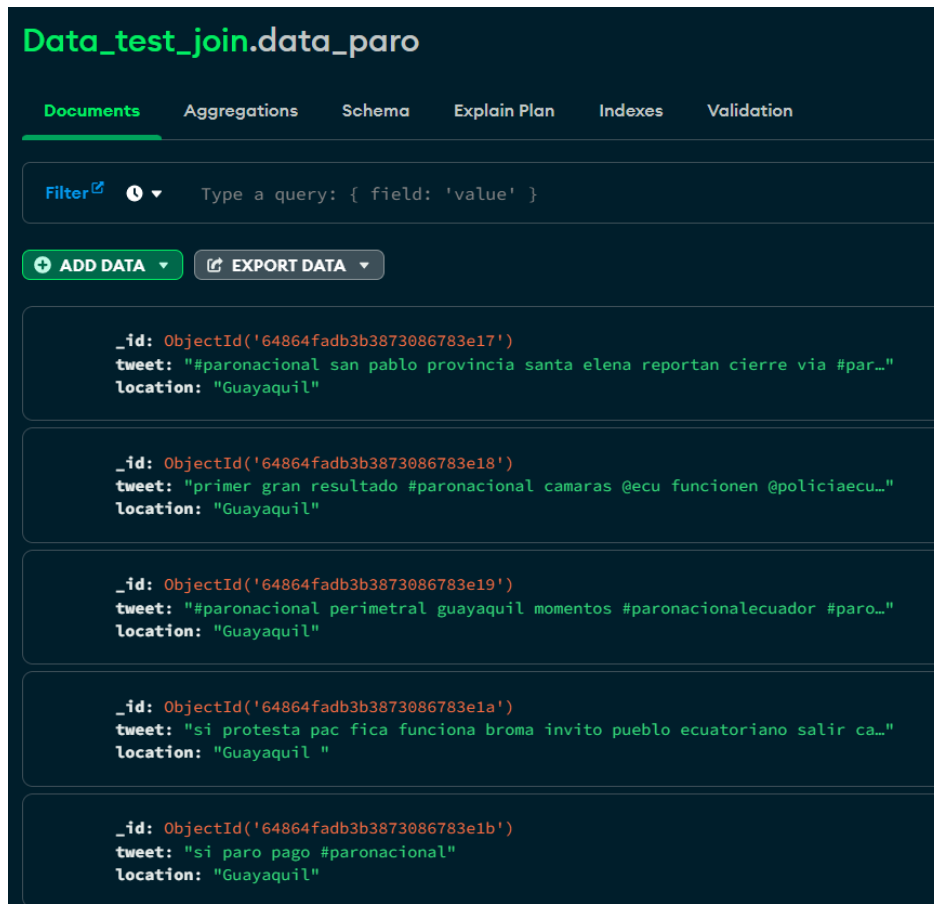 Data_test_join.data_paro
Documents Aggregations Schema Explain Plan Indexes Validation
Filter Type a query: { field: 'value' }
ADD DATA EXPORT DATA
_id: ObjectId('64864fadb3b3873086783e17')
tweet: "#paronacional san pablo provincia santa elena reportan cierre via #par…"
location: "Guayaquil"
_id: ObjectId('64864fadb3b3873086783e18')
tweet: "primer gran resultado #paronacional camaras @ecu funcionen @policiaecu…"
location: "Guayaquil"
_id: ObjectId('64864fadb3b3873086783e19')
tweet: "#paronacional perimetral guayaquil momentos #paronacionalecuador #paro…"
location: "Guayaquil"
_id: ObjectId('64864fadb3b3873086783e1a')
tweet: "si protesta pac fica funciona broma invito pueblo ecuatoriano salir ca…"
location: "Guayaquil "
_id: ObjectId('64864fadb3b3873086783e1b')
tweet: "si paro pago #paronacional"
location: "Guayaquil"